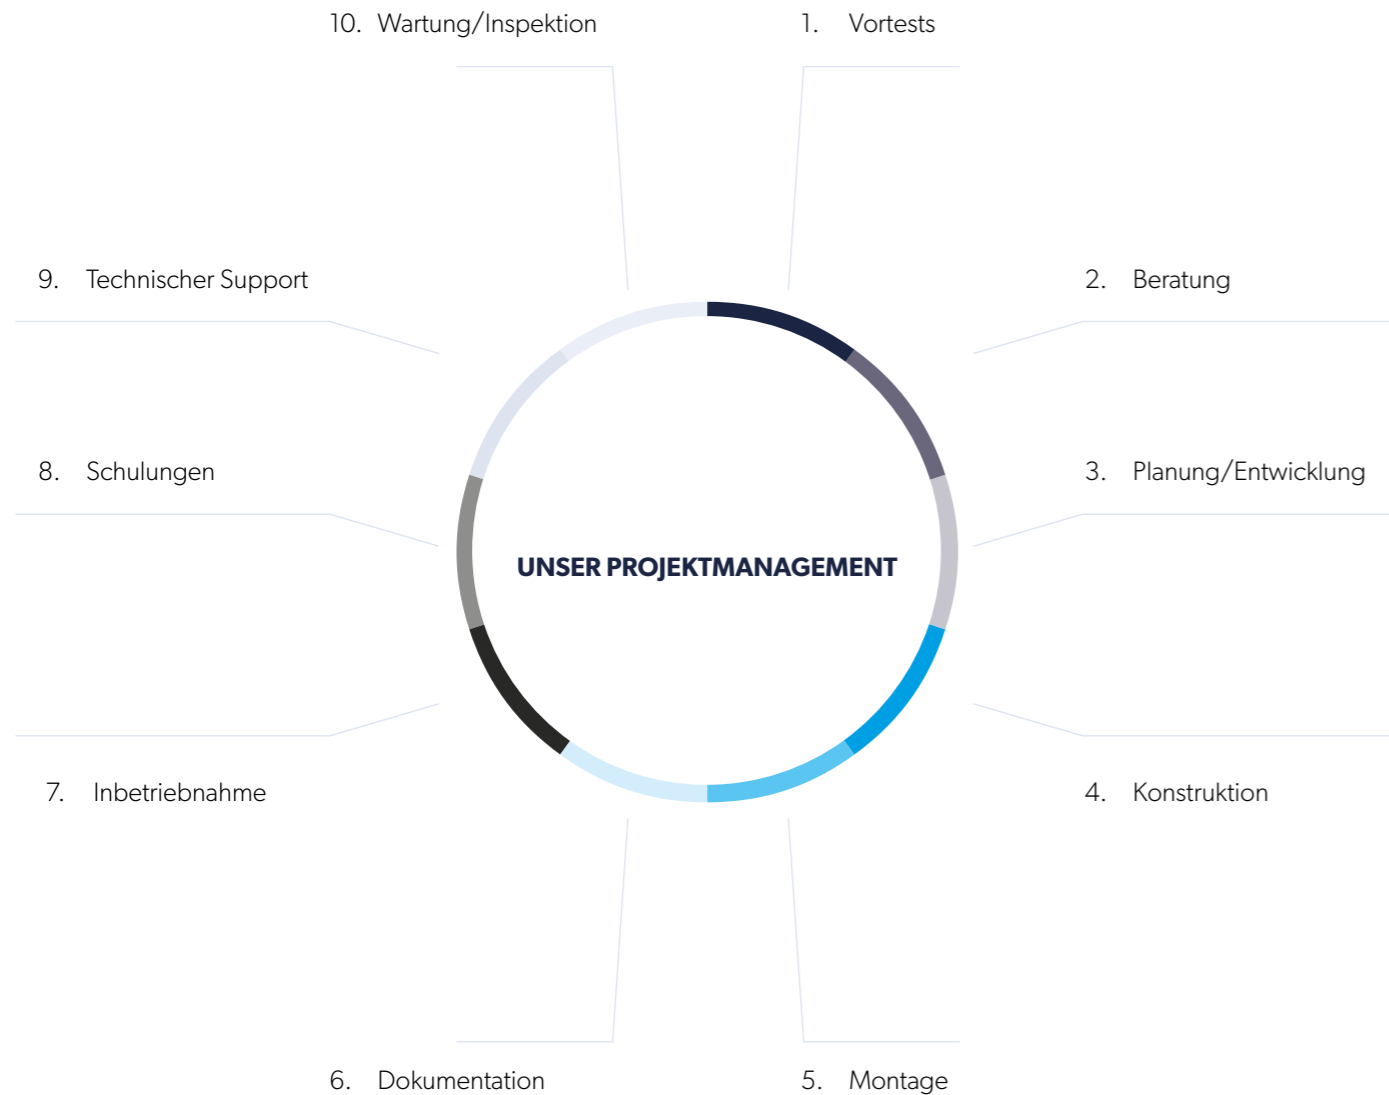 10. Wartung/Inspektion
1. Vortests
9. Technischer Support
2. Beratung
8. Schulungen
3. Planung/Entwicklung
UNSER PROJEKTMANAGEMENT
7. Inbetriebnahme
4. Konstruktion
6. Dokumentation
5. Montage